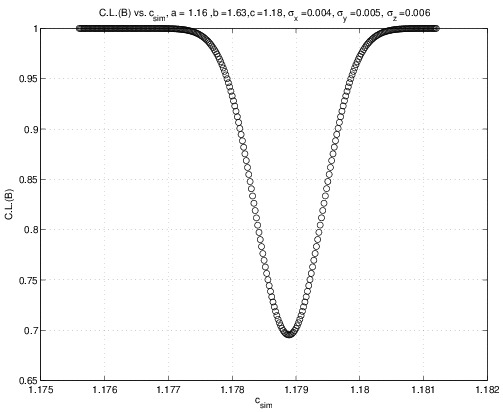 C.L.(B) vs. c_sim, a = 1.16 ,b =1.63,c =1.18, σ_x =0.004, σ_y =0.005, σ_z =0.006
1
0.95
0.9
0.85
C.L.(B)
0.8
0.75
0.7
0.65
1.175 1.176 1.177 1.178 1.179 1.18 1.181 1.182
c_sim